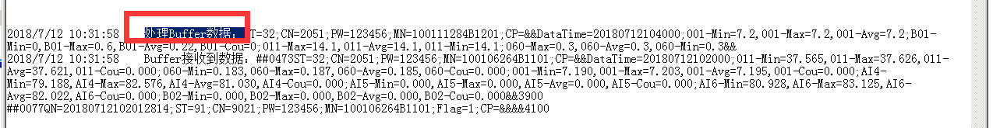 2018/7/12 10:31:58 处理Buffer数据：ST=32;CN=2051;PW=123456;MN=100111284B1201;CP=&&DataTime=20180712104000;001-Min=7.2,001-Max=7.2,001-Avg=7.2;B01-
Min=0,B01-Max=0.6,B01-Avg=0.22,B01-Cou=0;011-Max=14.1,011-Avg=14.1,011-Min=14.1;060-Max=0.3,060-Avg=0.3,060-Min=0.3&&
2018/7/12 10:31:58 Buffer接收到数据：##0473ST=32;CN=2051;PW=123456;MN=100106264B1101;CP=&&DataTime=20180712102000;011-Min=37.565,011-Max=37.626,011-
Avg=37.621,011-Cou=0.000;060-Min=0.183,060-Max=0.187,060-Avg=0.185,060-Cou=0.000;001-Min=7.190,001-Max=7.203,001-Avg=7.195,001-Cou=0.000;AI4-
Min=79.188,AI4-Max=82.576,AI4-Avg=81.030,AI4-Cou=0.000;AI5-Min=0.000,AI5-Max=0.000,AI5-Avg=0.000,AI5-Cou=0.000;AI6-Min=80.928,AI6-Max=83.125,AI6-
Avg=82.022,AI6-Cou=0.000;B02-Min=0.000,B02-Max=0.000,B02-Avg=0.000,B02-Cou=0.000&&3900
##0077QN=20180712102012814;ST=91;CN=9021;PW=123456;MN=100106264B1101;Flag=1;CP=&&&&4100